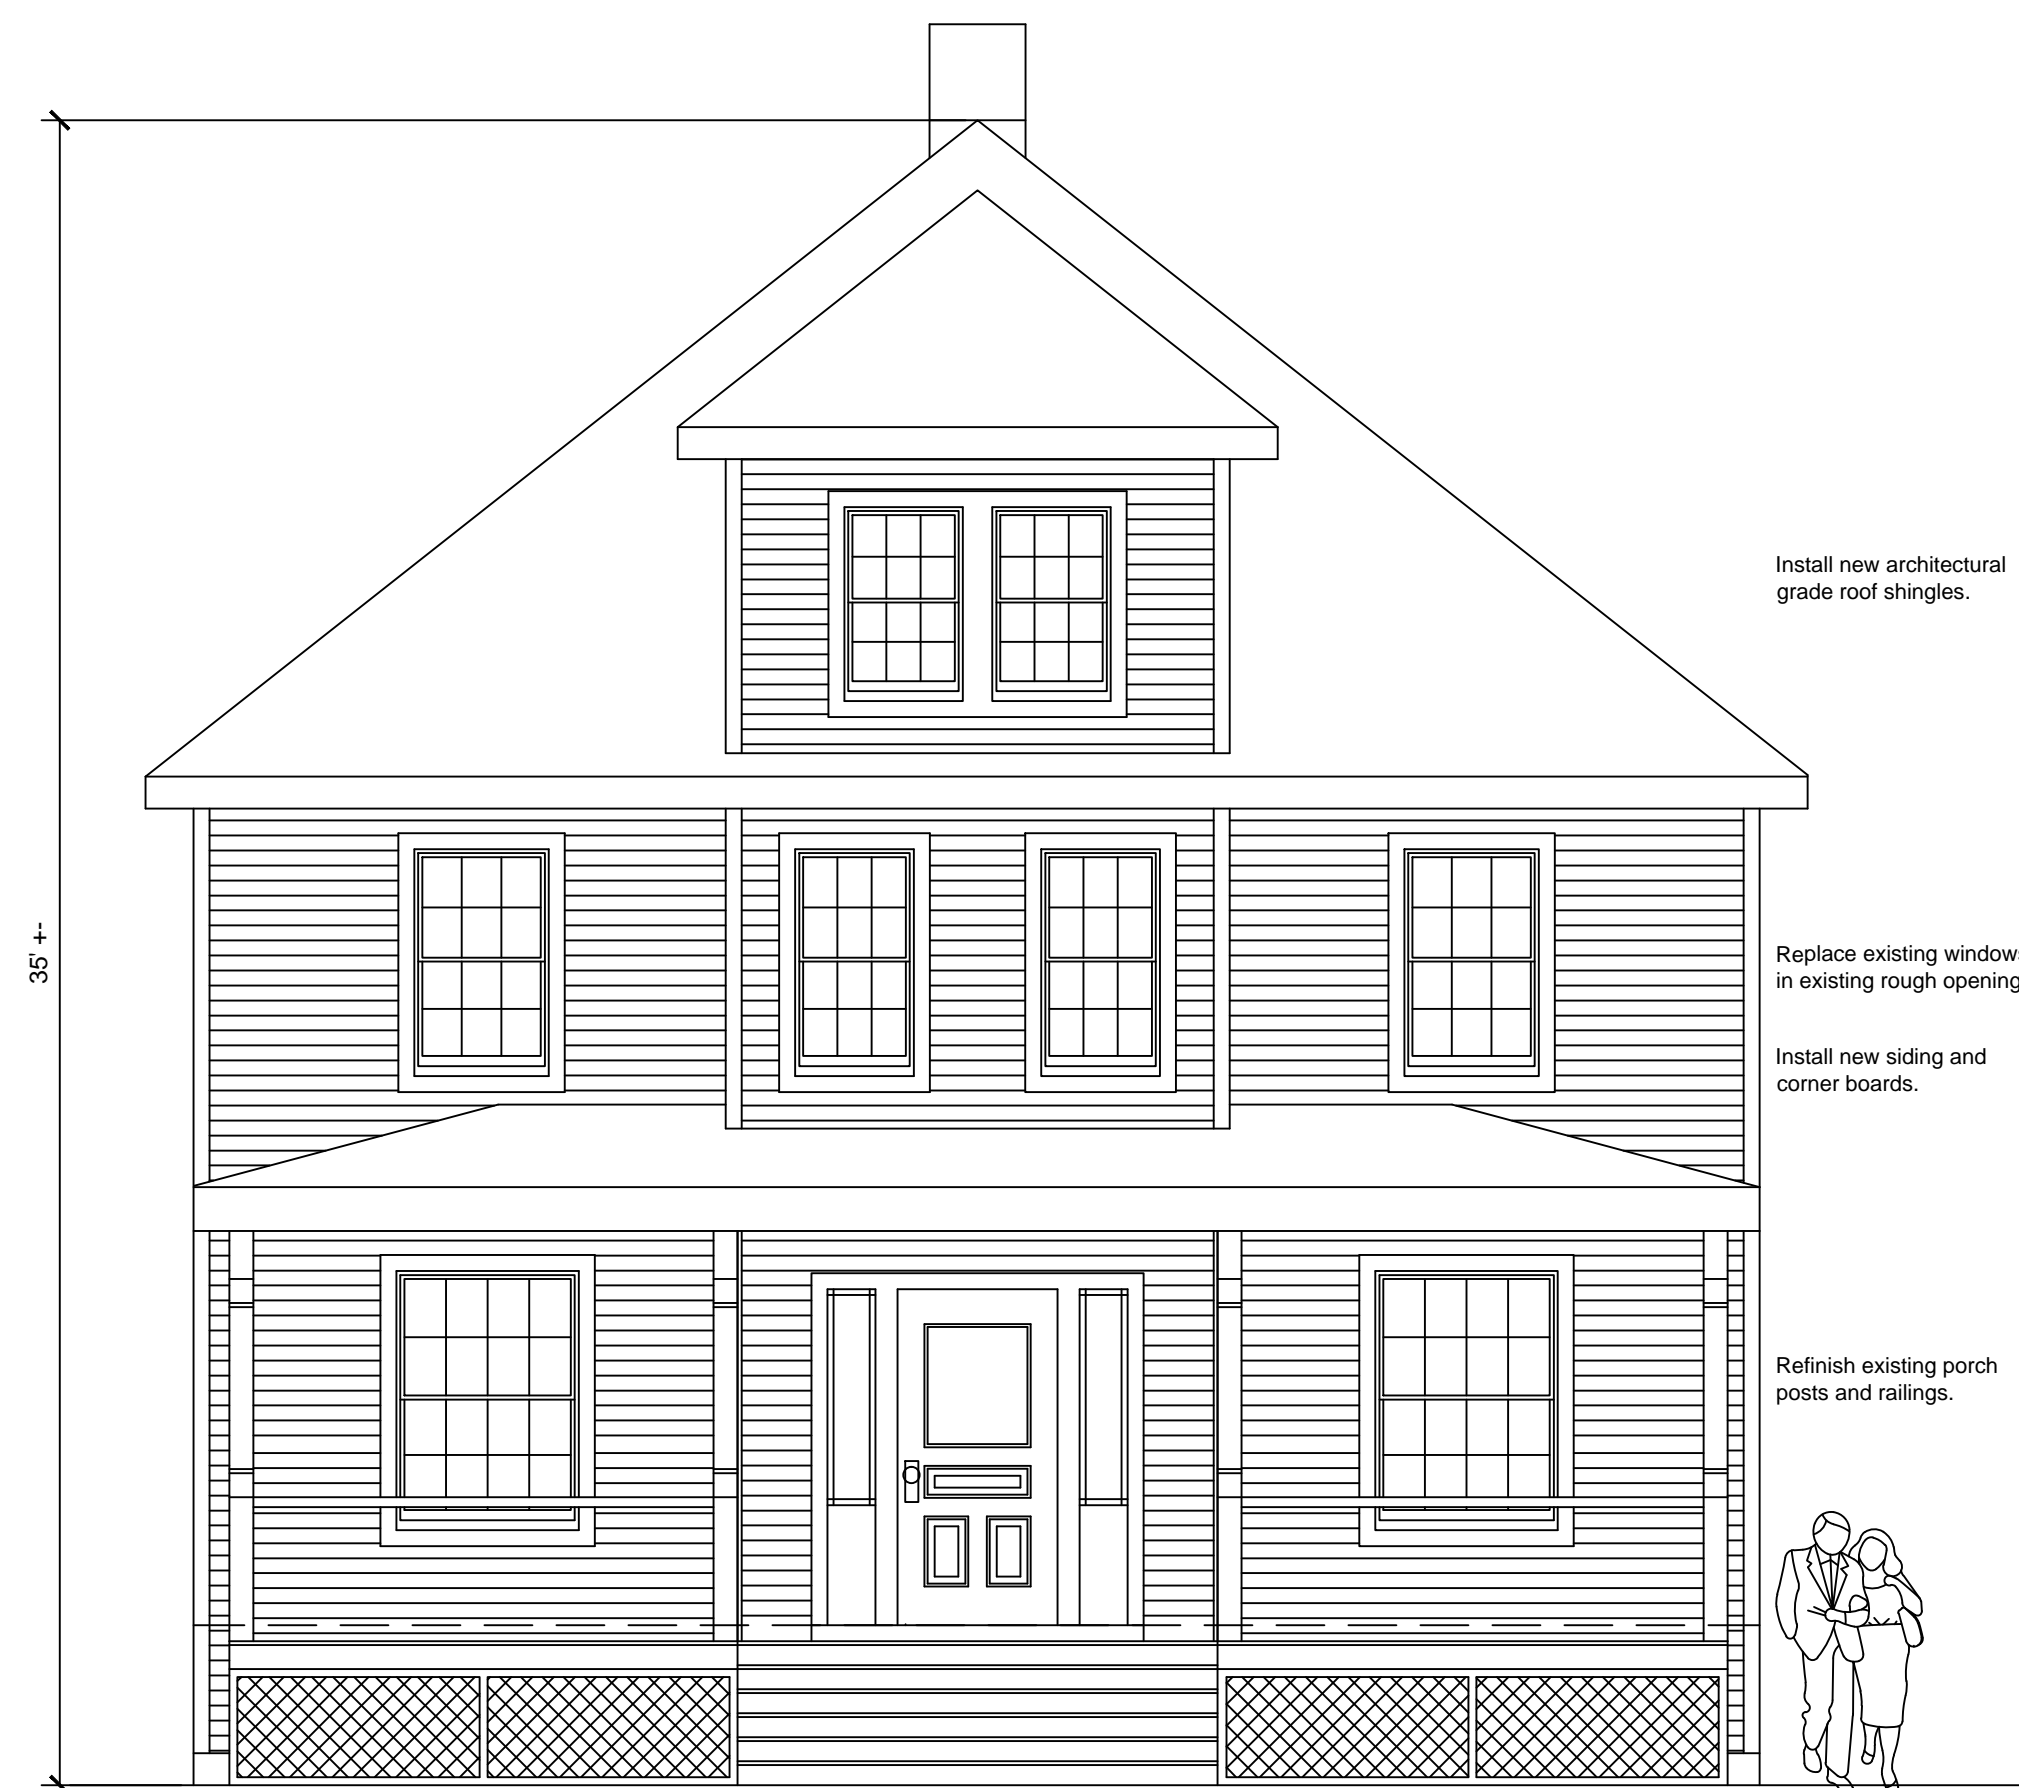 Install new architectural
grade roof shingles.
35' +-
Replace existing windows
in existing rough opening
Install new siding and
corner boards.
Refinish existing porch
posts and railings.